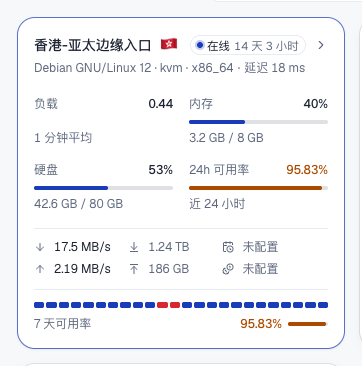 香港-亚太边缘入口 在线 14 天 3 小时
Debian GNU/Linux 12 · kvm · x86_64 · 延迟 18 ms
负载 0.44 内存 40%
1 分钟平均 3.2 GB / 8 GB
硬盘 53% 24h 可用率 95.83%
42.6 GB / 80 GB 近 24 小时
17.5 MB/s 1.24 TB 未配置
2.19 MB/s 186 GB 未配置
7 天可用率 95.83%